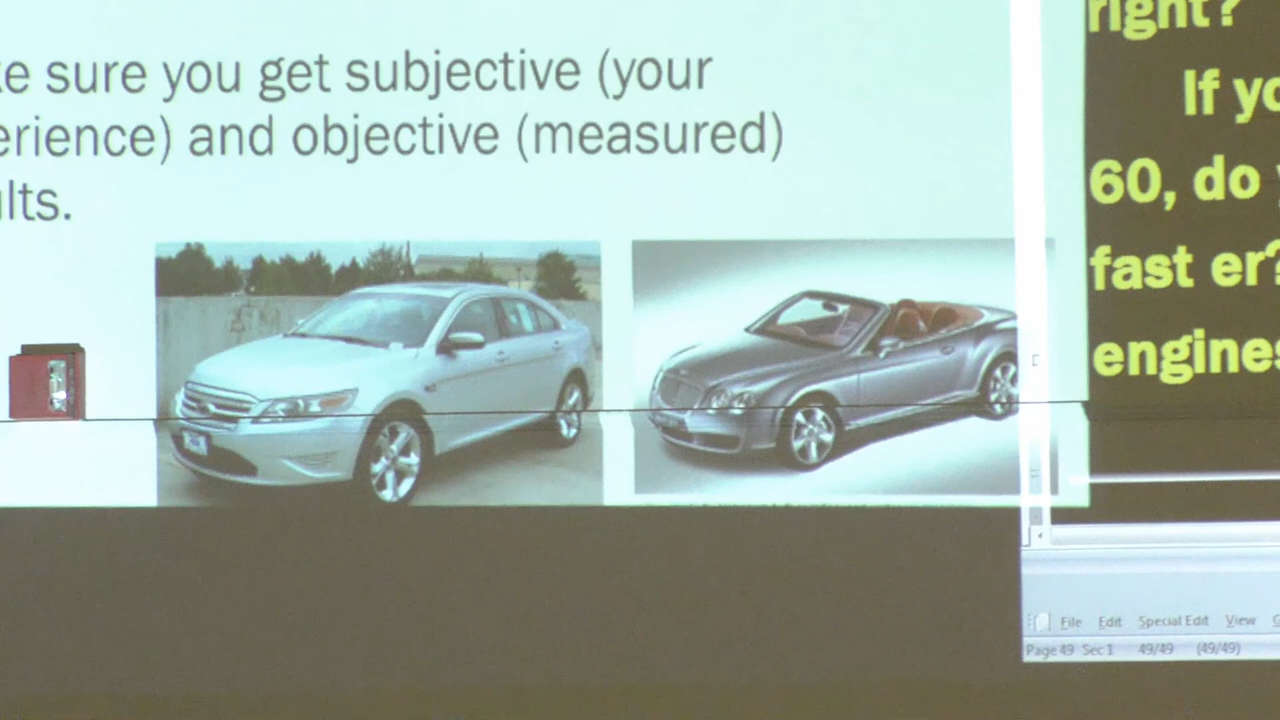 ke sure you get subjective (your
erience) and objective (measured)
ults.
right?
If yo
60, do y
fast er?
engines
File Edit Special Edit View
Page 49 Sec 1 49/49 (49/49)